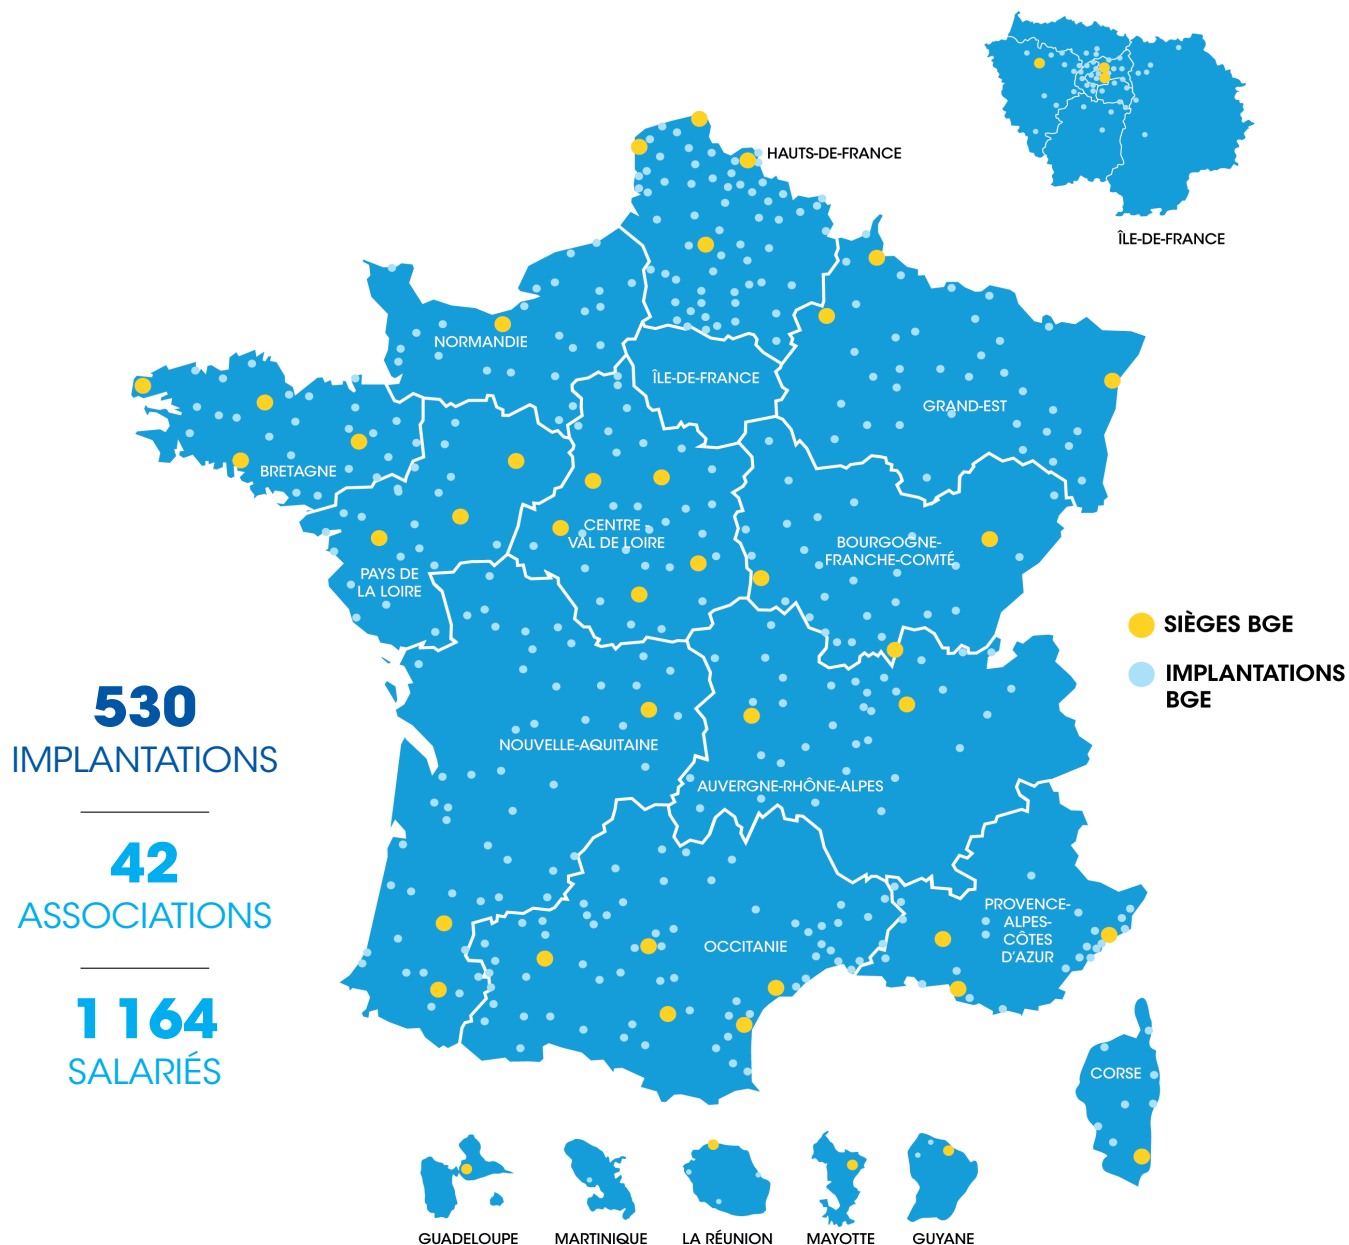 HAUTS-DE-FRANCE
ÎLE-DE-FRANCE
NORMANDIE
ÎLE-DE-FRANCE
GRAND-EST
BRETAGNE
CENTRE -
VAL DE LOIRE
BOURGOGNE-
FRANCHE-COMTÉ
PAYS DE
LA LOIRE
SIÈGES BGE
IMPLANTATIONS
BGE
530
IMPLANTATIONS
42
ASSOCIATIONS
1 164
SALARIÉS
NOUVELLE-AQUITAINE
AUVERGNE-RHÔNE-ALPES
PROVENCE-
ALPES-
CÔTES
D'AZUR
OCCITANIE
CORSE
GUADELOUPE
MARTINIQUE
LA RÉUNION
MAYOTTE
GUYANE